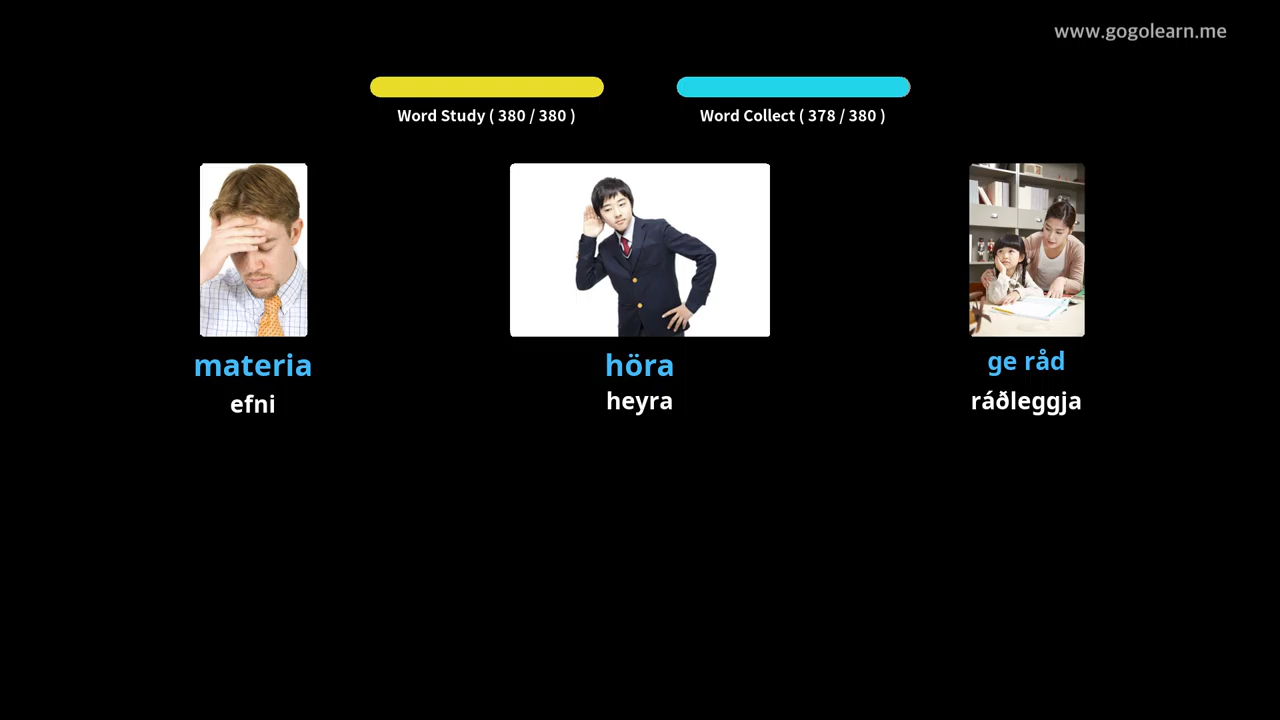 www.gogolearn.me
Word Study ( 380 / 380 )
Word Collect ( 378 / 380 )
materia
efni
höra
heyra
ge råd
ráðleggja